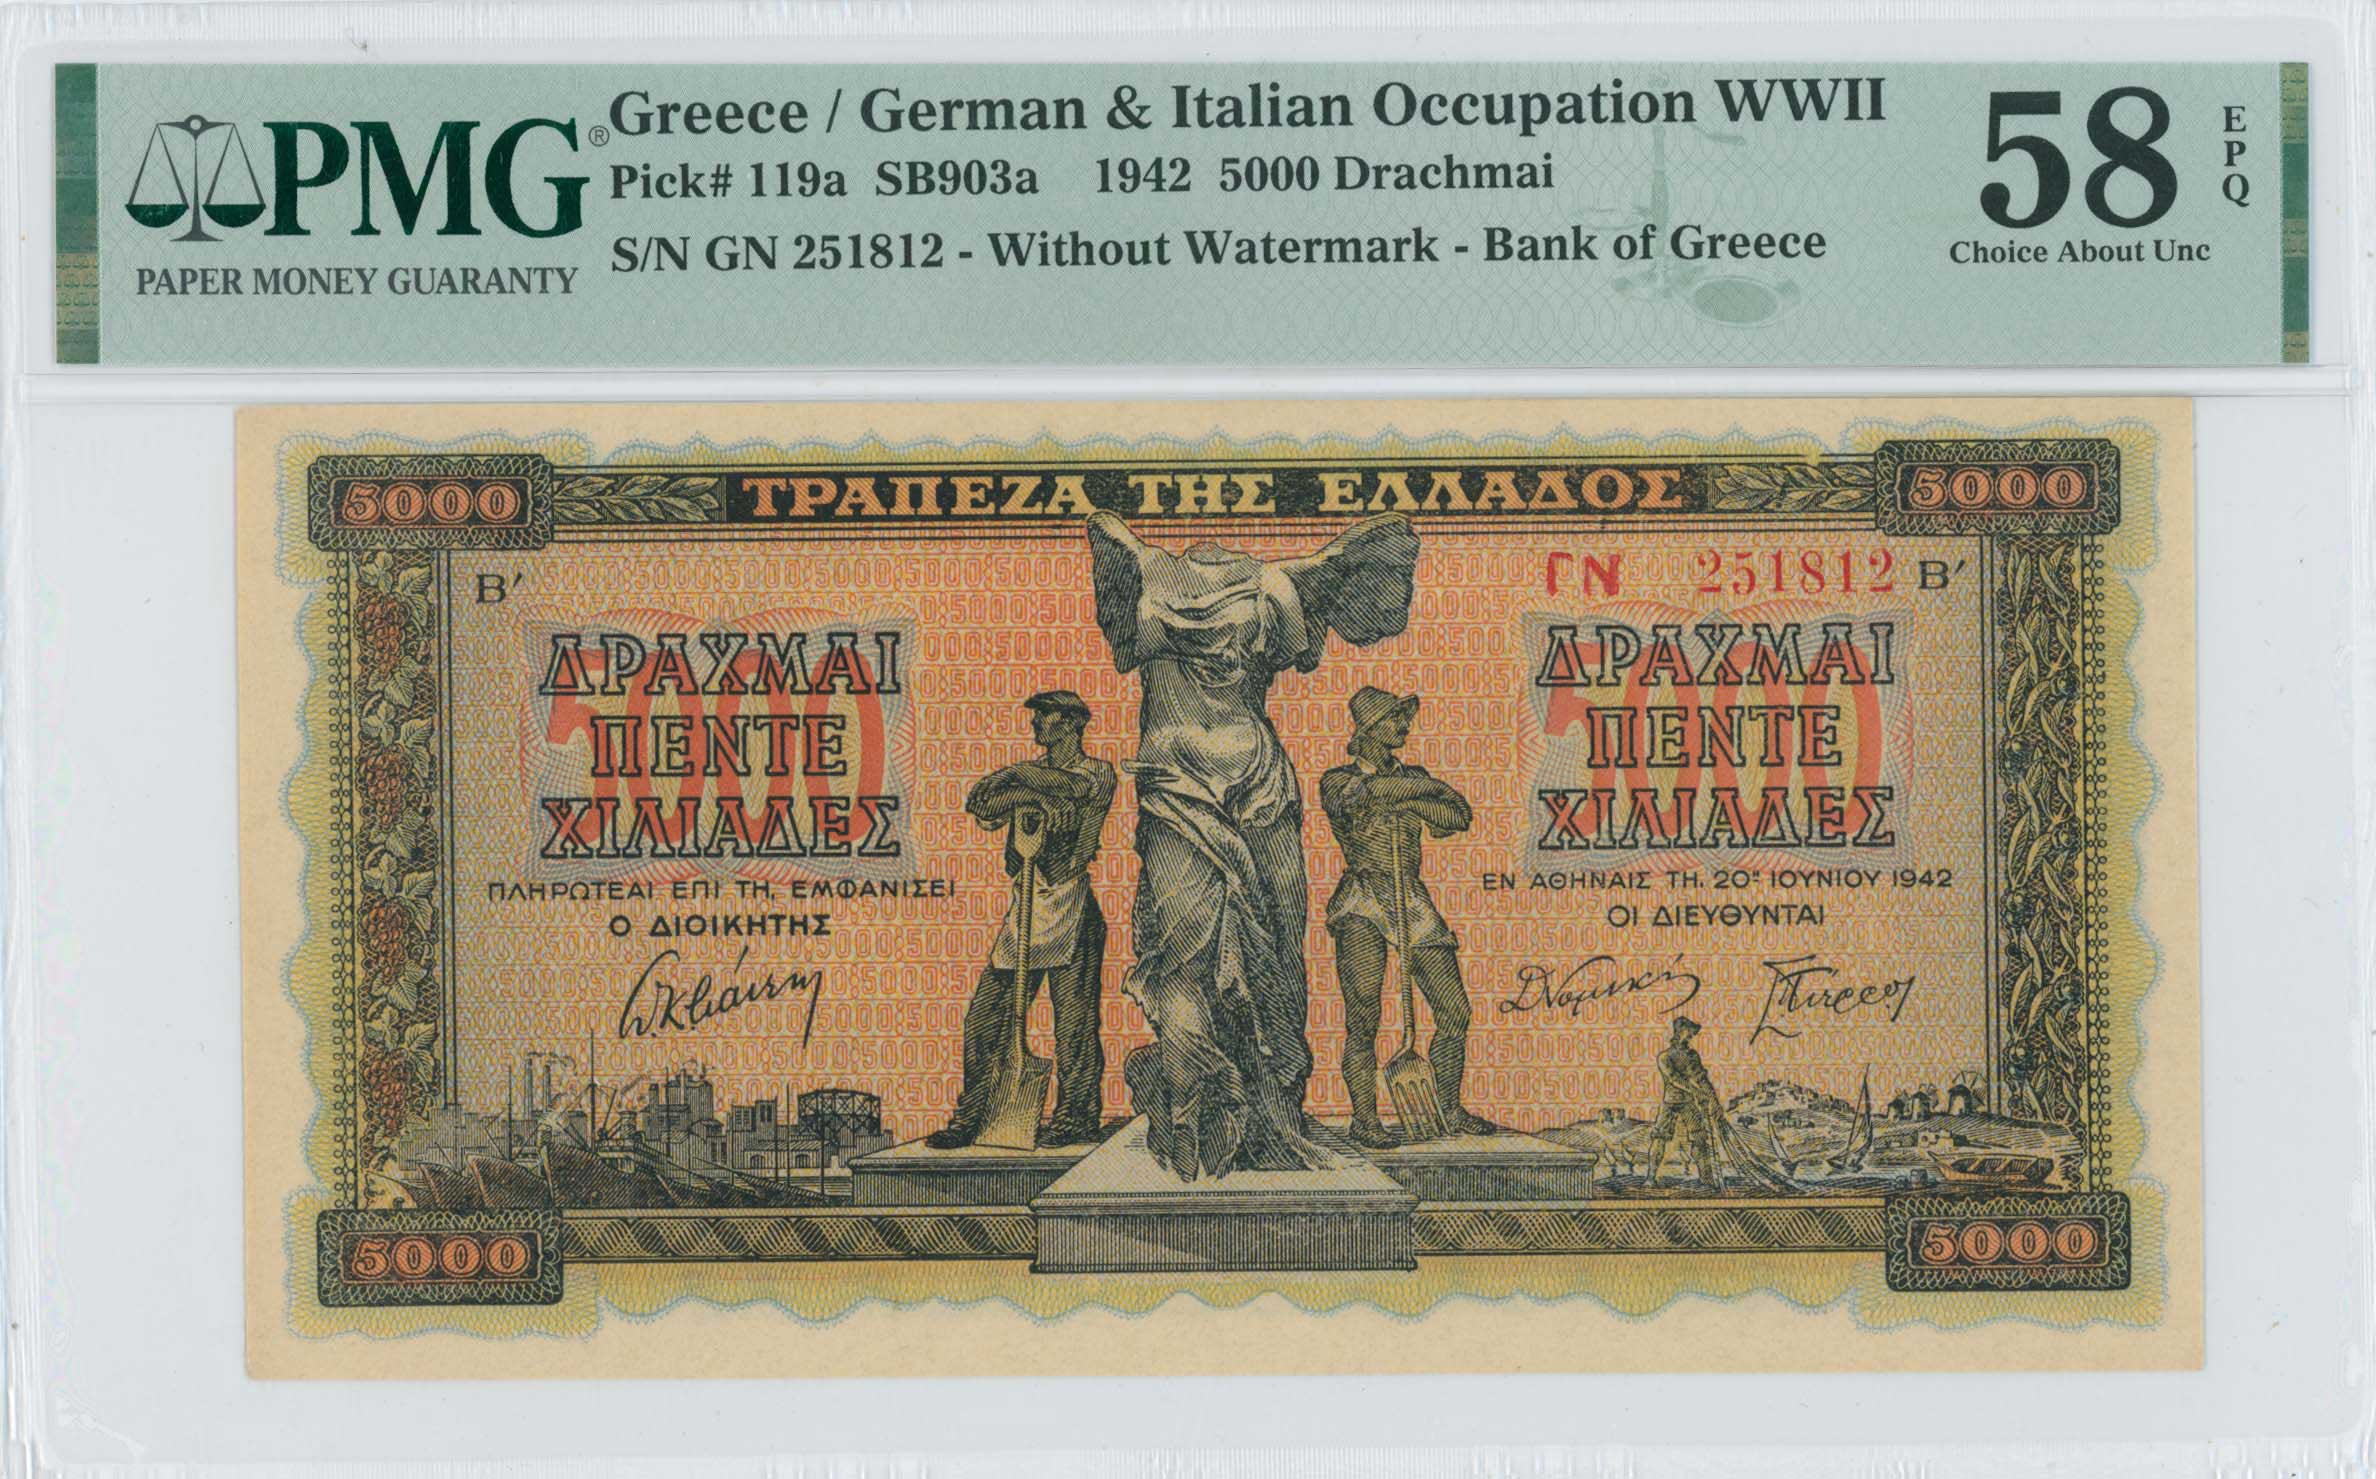 PMG®
PAPER MONEY GUARANTY
Greece / German & Italian Occupation WWII
Pick# 119a SB903a 1942 5000 Drachmai
S/N GN 251812 - Without Watermark - Bank of Greece
58
EPQ
Choice About Unc
5000 ΤΡΑΠΕΖΑ ΤΗΣ ΕΛΛΑΔΟΣ 5000
Β′
ΓΝ 251812 Β′
5000
ΔΡΑΧΜΑΙ
ΠΕΝΤΕ
ΧΙΛΙΑΔΕΣ
ΠΛΗΡΩΤΕΑΙ ΕΠΙ ΤΗ, ΕΜΦΑΝΙΣΕΙ
Ο ΔΙΟΙΚΗΤΗΣ
5000
ΔΡΑΧΜΑΙ
ΠΕΝΤΕ
ΧΙΛΙΑΔΕΣ
ΕΝ ΑΘΗΝΑΙΣ ΤΗ. 20ῌ ΙΟΥΝΙΟΥ 1942
ΟΙ ΔΙΕΥΘΥΝΤΑΙ
5000 5000